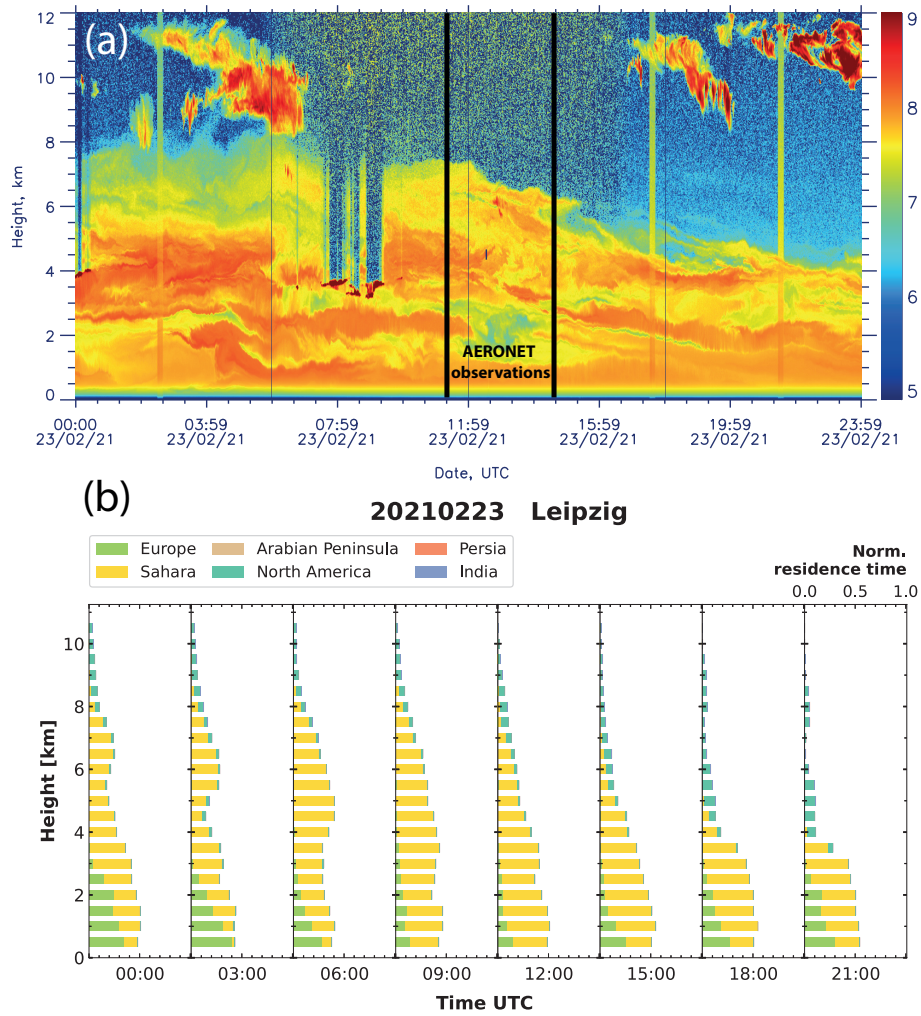 (a)
12
10
8
6
4
2
0
Height, km
9
8
7
6
5
AERONET
observations
00:00 03:59 07:59 11:59 15:59 19:59 23:59
23/02/21 23/02/21 23/02/21 23/02/21 23/02/21 23/02/21 23/02/21
Date, UTC
(b)
20210223 Leipzig
Europe Arabian Peninsula Persia
Sahara North America India
Norm.
residence time
0.0 0.5 1.0
10
8
6
4
2
0
Height [km]
00:00 03:00 06:00 09:00 12:00 15:00 18:00 21:00
Time UTC